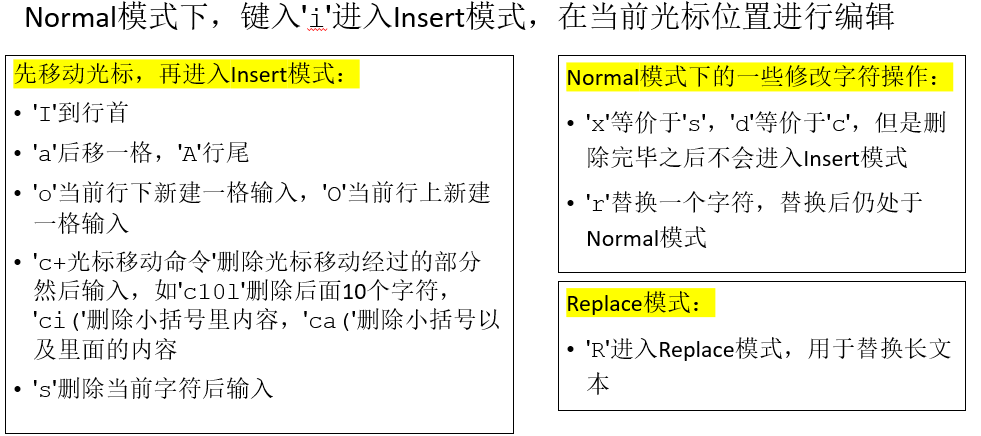 Normal模式下，键入'i'进入Insert模式，在当前光标位置进行编辑
先移动光标，再进入Insert模式：
• 'I'到行首
• 'a'后移一格，'A'行尾
• 'o'当前行下新建一格输入，'O'当前行上新建
一格输入
• 'c+光标移动命令'删除光标移动经过的部分
然后输入，如'c10l'删除后面10个字符，
'ci('删除小括号里内容，'ca('删除小括号以
及里面的内容
• 's'删除当前字符后输入
Normal模式下的一些修改字符操作：
• 'x'等价于's'，'d'等价于'c'，但是删
除完毕之后不会进入Insert模式
• 'r'替换一个字符，替换后仍处于
Normal模式
Replace模式：
• 'R'进入Replace模式，用于替换长文
本